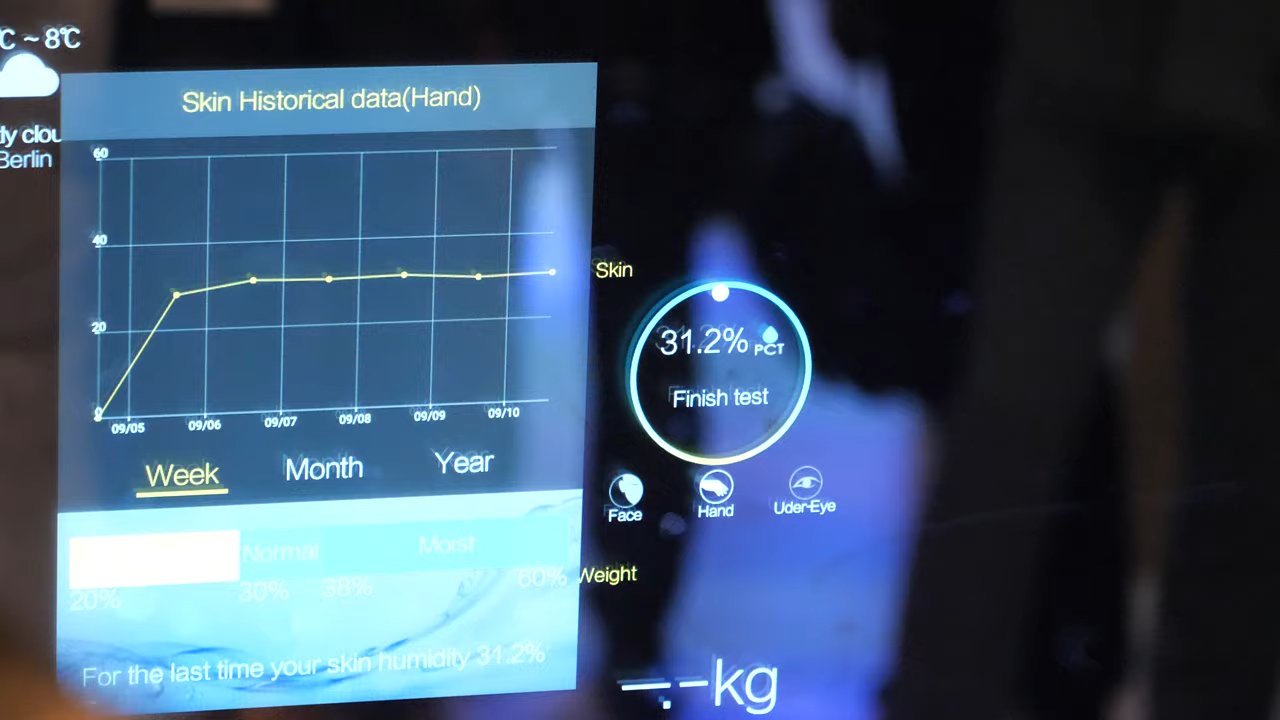 C ~ 8°C
Berlin
Skin Historical data(Hand)
60
40
20
0
09/05 09/06 09/07 09/08 09/09 09/10
Week Month Year
Normal Moist
20% 30% 38% 60%
For the last time your skin humidity 31.2%
Skin
31.2% PCT
Finish test
Face Hand Uder-Eye
Weight
--.--kg